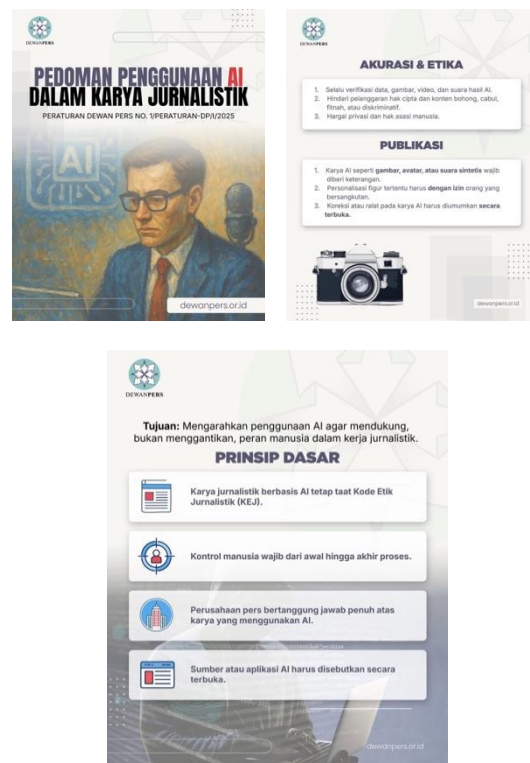 DEWANPERS
PEDOMAN PENGGUNAAN AI
DALAM KARYA JURNALISTIK
PERATURAN DEWAN PERS NO. 1/PERATURAN-DP/I/2025
AI
dewanpers.or.id
DEWANPERS
AKURASI & ETIKA
1. Selalu verifikasi data, gambar, video, dan suara hasil AI.
2. Hindari pelanggaran hak cipta dan konten bohong, cabul,
fitnah, atau diskriminatif.
3. Hargai privasi dan hak asasi manusia.
PUBLIKASI
1. Karya AI seperti gambar, avatar, atau suara sintetis wajib
diberi keterangan.
2. Personalisasi figur tertentu harus dengan izin orang yang
bersangkutan.
3. Koreksi atau ralat pada karya AI harus diumumkan secara
terbuka.
dewanpers.or.id
DEWANPERS
Tujuan: Mengarahkan penggunaan AI agar mendukung,
bukan menggantikan, peran manusia dalam kerja jurnalistik.
PRINSIP DASAR
Karya jurnalistik berbasis AI tetap taat Kode Etik
Jurnalistik (KEJ).
Kontrol manusia wajib dari awal hingga akhir proses.
Perusahaan pers bertanggung jawab penuh atas
karya yang menggunakan AI.
Sumber atau aplikasi AI harus disebutkan secara
terbuka.
dewanpers.or.id